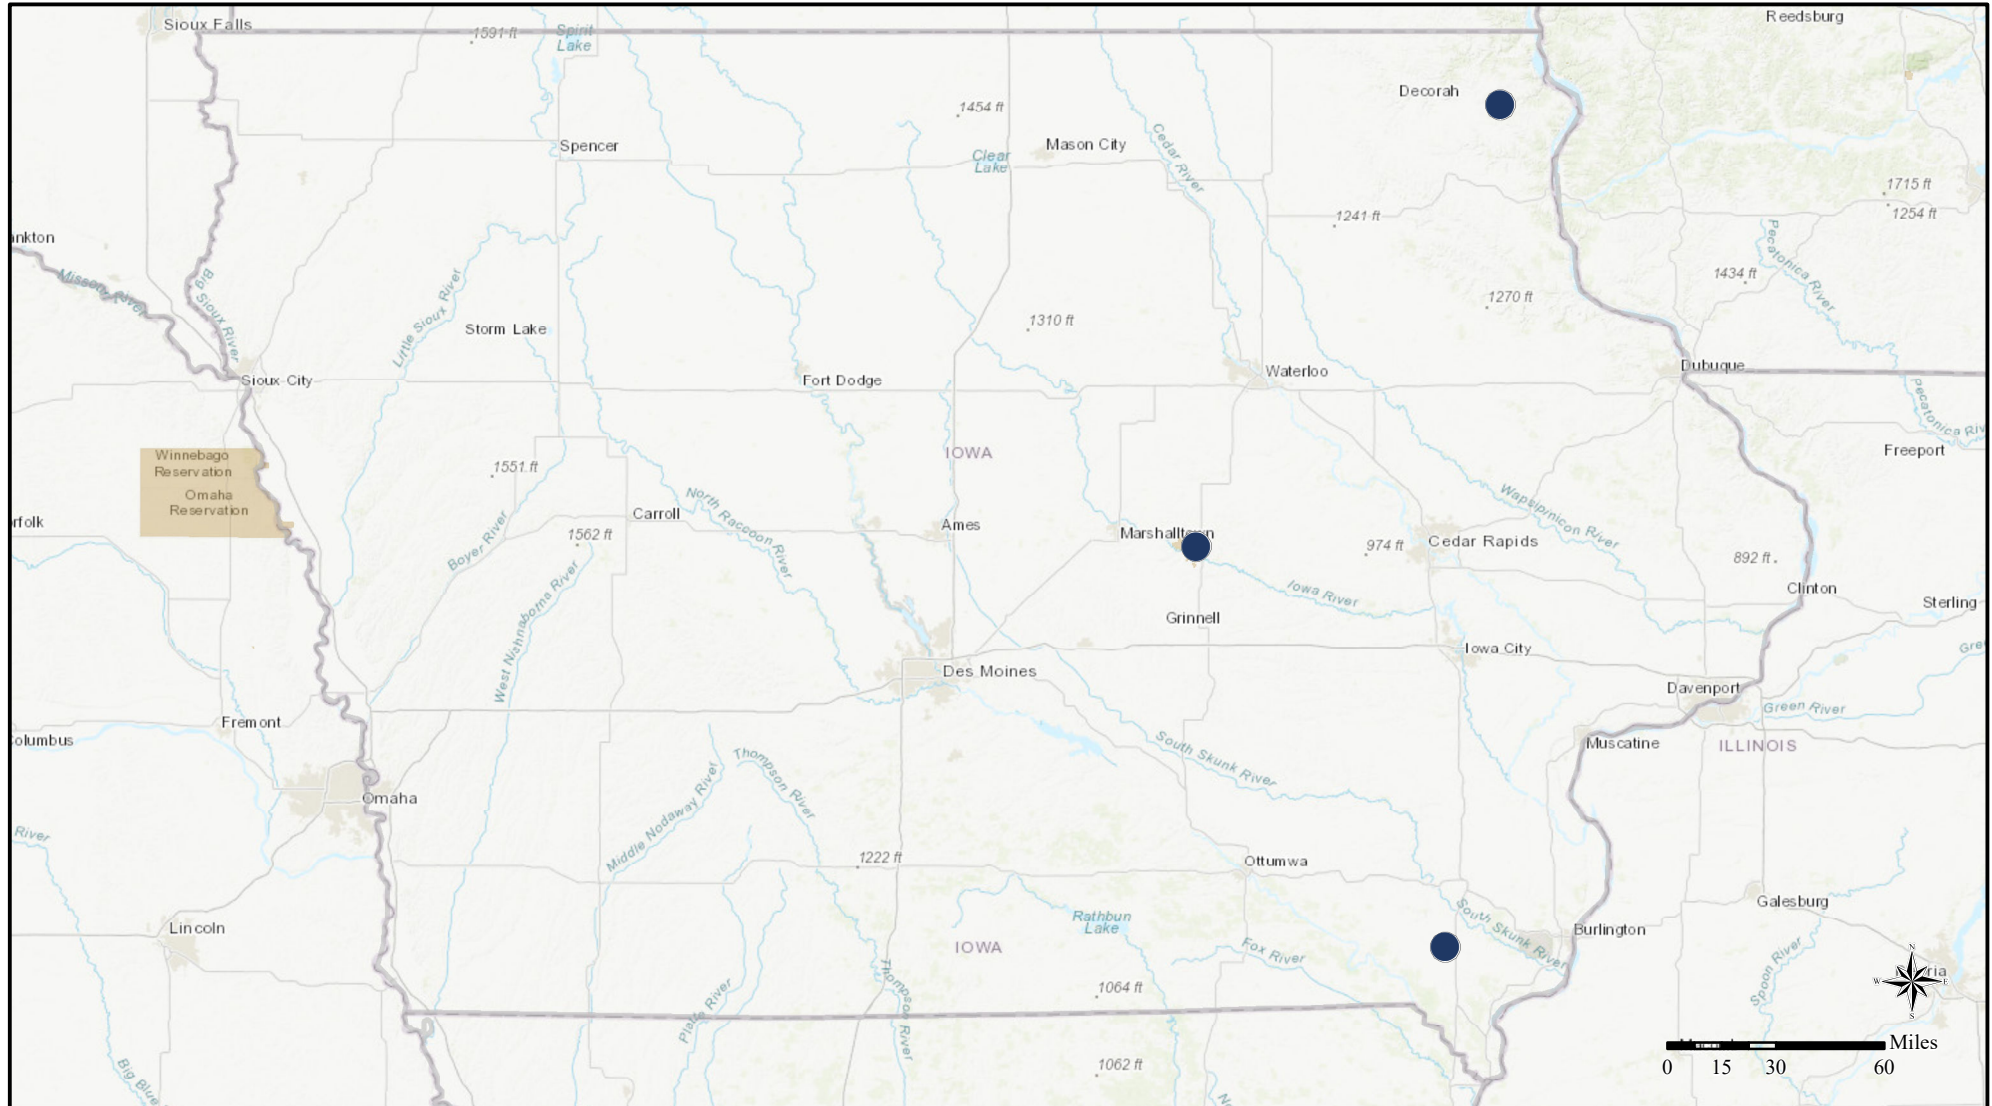 Sioux Falls
1591 ft
Spirit
Lake
Reedsburg
Decorah
1454 ft
Mason City
Cedar River
Spencer
Clear
Lake
1715 ft
1254 ft
1241 ft
ankton
Missouri River
Big Sioux River
Little Sioux River
Pecatonica River
1434 ft
1270 ft
1310 ft
Storm Lake
Sioux City
Fort Dodge
Waterloo
Dubuque
Pecatonica Riv
Freeport
IOWA
Winnebago
Reservation
Omaha
Reservation
1551 ft
North Raccoon River
Wapsipinicon River
orfolk
Carroll
Ames
Boyer River
1562 ft
Marshalltown
974 ft
Cedar Rapids
892 ft
Clinton
Sterling
Iowa River
West Nishnabotna River
Grinnell
Iowa City
Gre
Des Moines
Davenport
Green River
Fremont
olumbus
Muscatine
ILLINOIS
South Skunk River
Thompson River
Middle Nodaway River
Omaha
River
1222 ft
Ottumwa
Galesburg
Rathbun
Lake
South Skunk River
Burlington
Lincoln
IOWA
Fox River
Spoon River
Thompson River
Platte River
1064 ft
N
W
E
S
ria
Miles
0 15 30 60
1062 ft
Big Blue